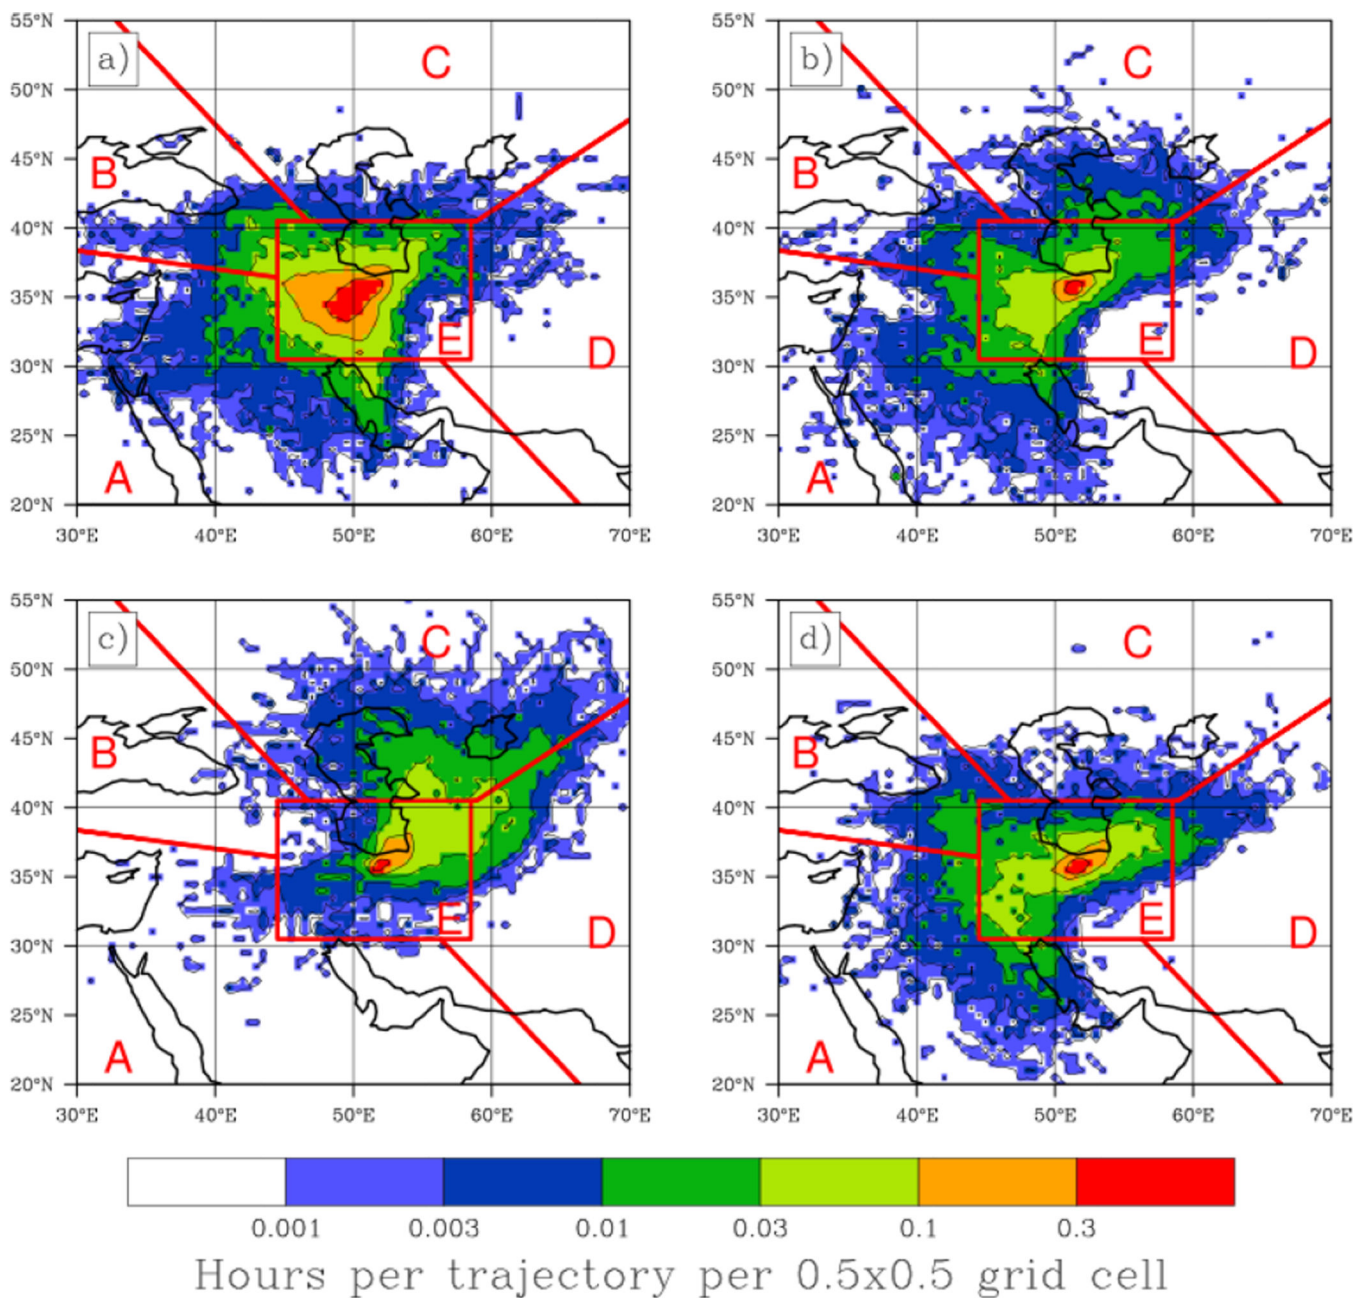 55°N
50°N
45°N
40°N
35°N
30°N
25°N
20°N
30°E 40°E 50°E 60°E 70°E
a)
C
B
E
D
A
55°N
50°N
45°N
40°N
35°N
30°N
25°N
20°N
30°E 40°E 50°E 60°E 70°E
b)
C
B
E
D
A
55°N
50°N
45°N
40°N
35°N
30°N
25°N
20°N
30°E 40°E 50°E 60°E 70°E
c)
C
B
E
D
A
55°N
50°N
45°N
40°N
35°N
30°N
25°N
20°N
30°E 40°E 50°E 60°E 70°E
d)
C
B
E
D
A
0.001 0.003 0.01 0.03 0.1 0.3
Hours per trajectory per 0.5x0.5 grid cell